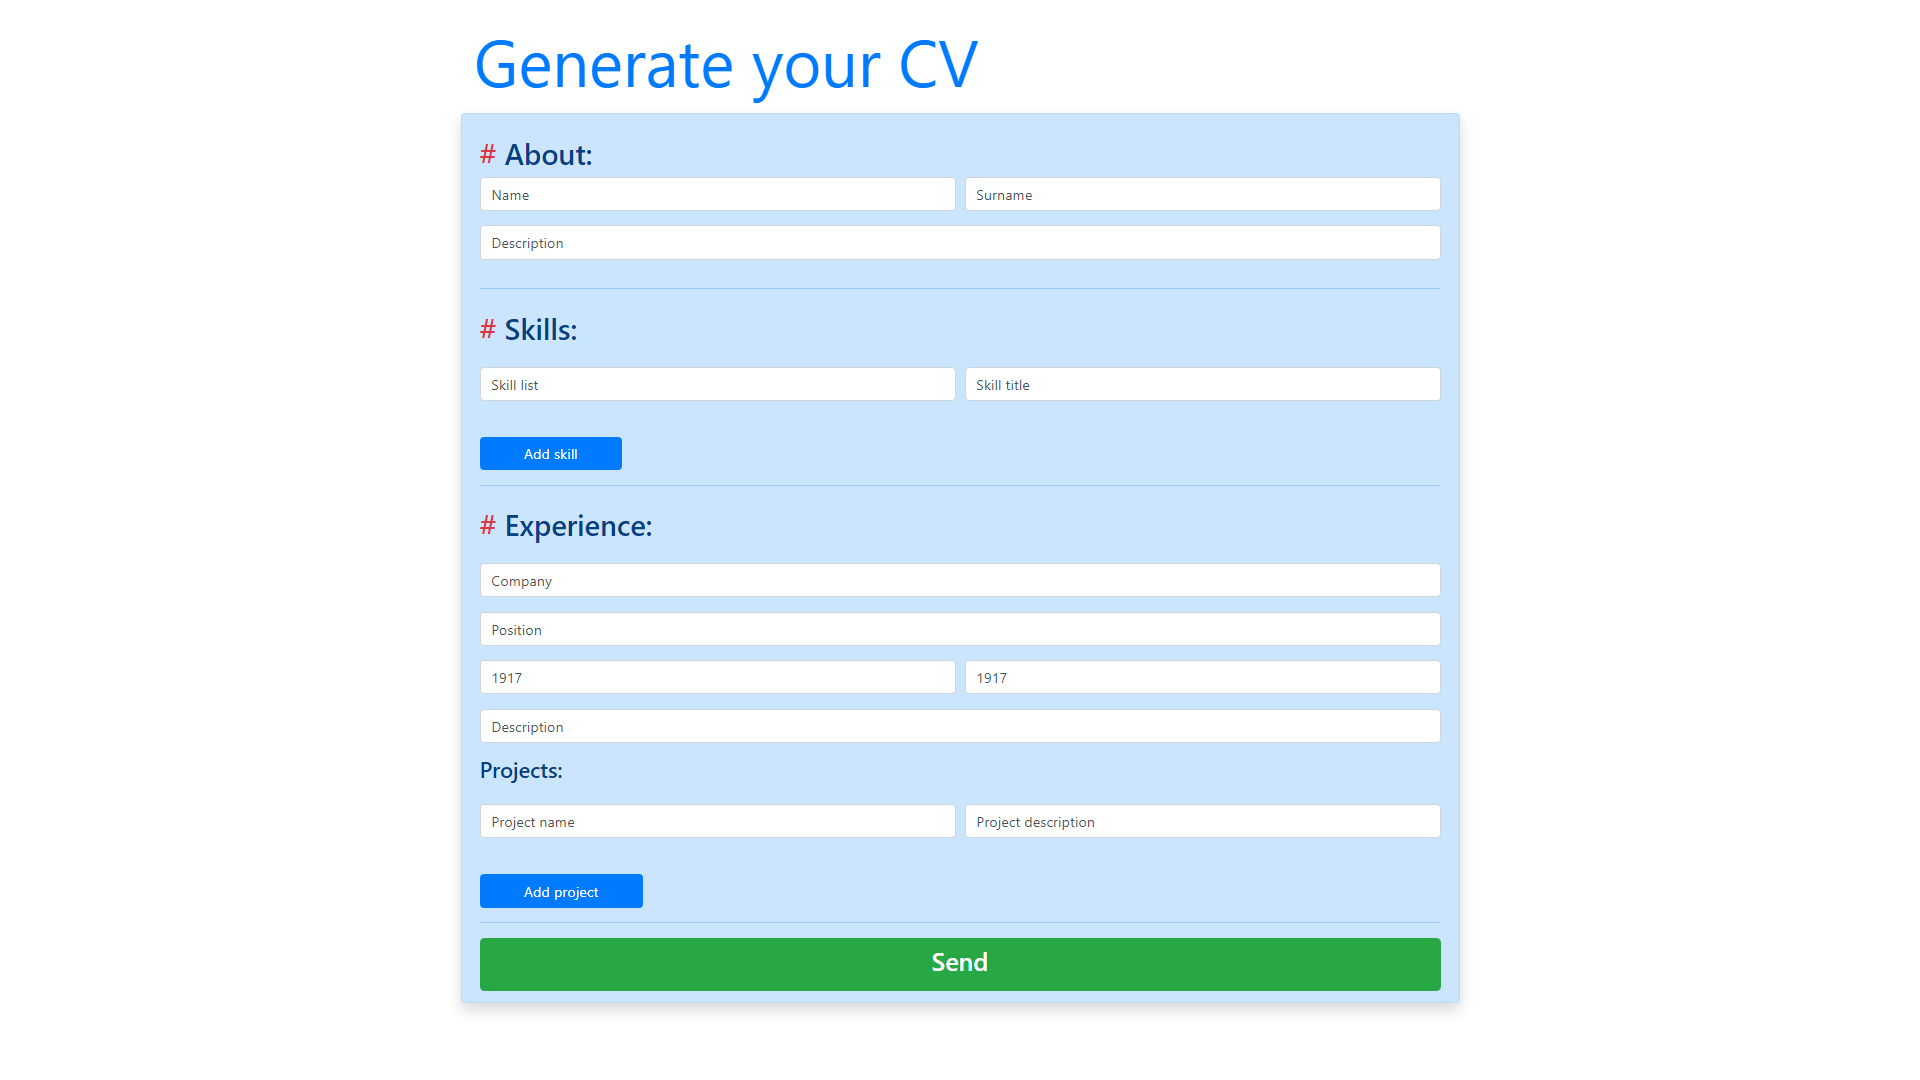 Generate your CV
# About:
Name Surname
Description
# Skills:
Skill list Skill title
Add skill
# Experience:
Company
Position
1917 1917
Description
Projects:
Project name Project description
Add project
Send